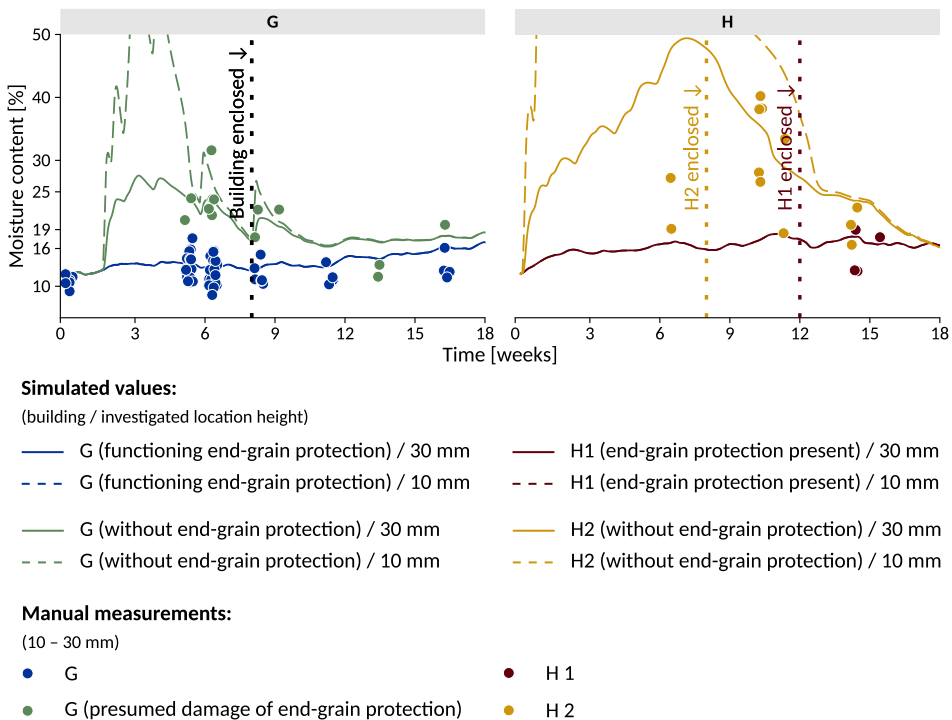 G
H
Moisture content [%]
50
40
30
25
19
16
10
Building enclosed →
H2 enclosed →
H1 enclosed →
0 3 6 9 12 15 18
0 3 6 9 12 15 18
Time [weeks]
Simulated values:
(building / investigated location height)
G (functioning end-grain protection) / 30 mm
G (functioning end-grain protection) / 10 mm
G (without end-grain protection) / 30 mm
G (without end-grain protection) / 10 mm
H1 (end-grain protection present) / 30 mm
H1 (end-grain protection present) / 10 mm
H2 (without end-grain protection) / 30 mm
H2 (without end-grain protection) / 10 mm
Manual measurements:
(10 – 30 mm)
G
G (presumed damage of end-grain protection)
H 1
H 2